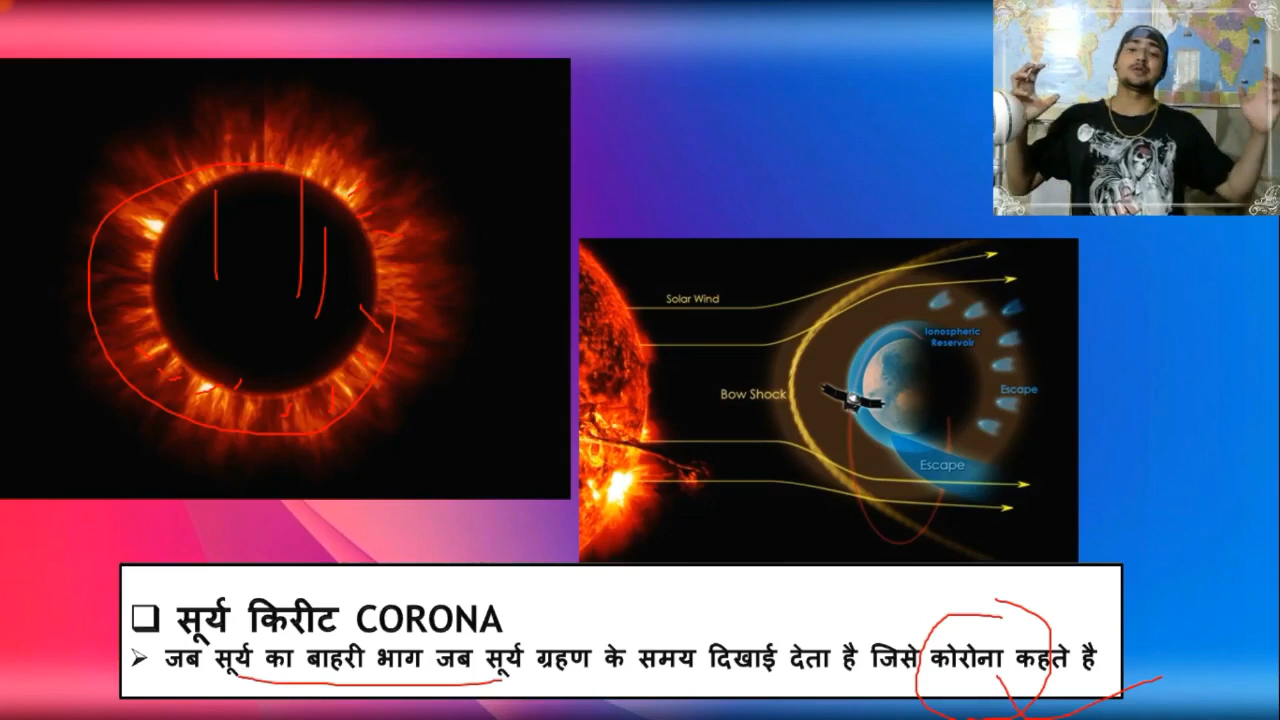 Solar Wind
Ionospheric
Reservoir
Bow Shock
Escape
Escape
❑ सूर्य किरीट CORONA
➢ जब सूर्य का बाहरी भाग जब सूर्य ग्रहण के समय दिखाई देता है जिसे कोरोना कहते है